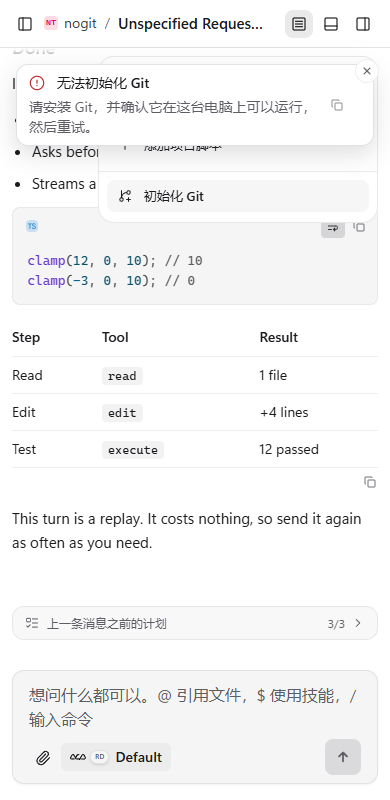 NT nogit / Unspecified Reques...
Done
无法初始化 Git
请安装 Git，并确认它在这台电脑上可以运行，
然后重试。
添加项目脚本
Asks befor
Streams a
初始化 Git
TS
clamp(12, 0, 10); // 10
clamp(-3, 0, 10); // 0
Step Tool Result
Read read 1 file
Edit edit +4 lines
Test execute 12 passed
This turn is a replay. It costs nothing, so send it again
as often as you need.
上一条消息之前的计划 3/3
想问什么都可以。@ 引用文件，$ 使用技能，/
输入命令
RD Default